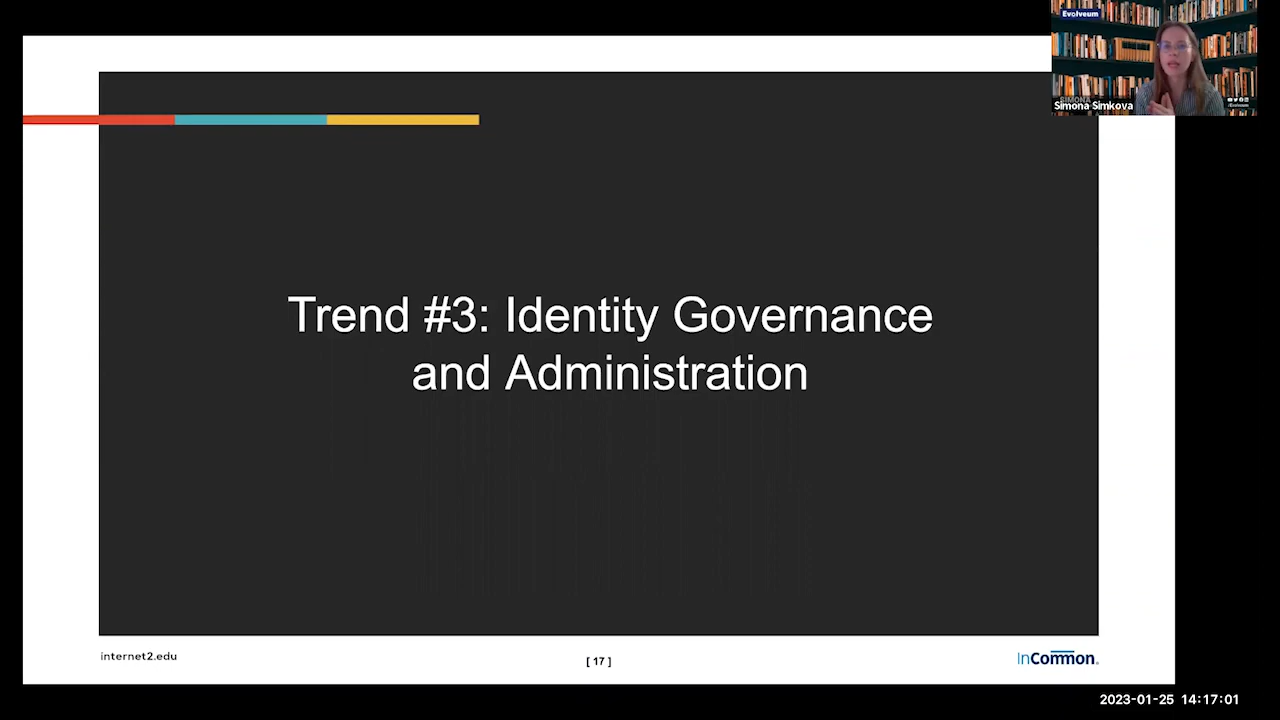 Evolveum
Simona Simkova
/Evolveum
Trend #3: Identity Governance
and Administration
internet2.edu
[ 17 ]
InCommon.
2023-01-25 14:17:01